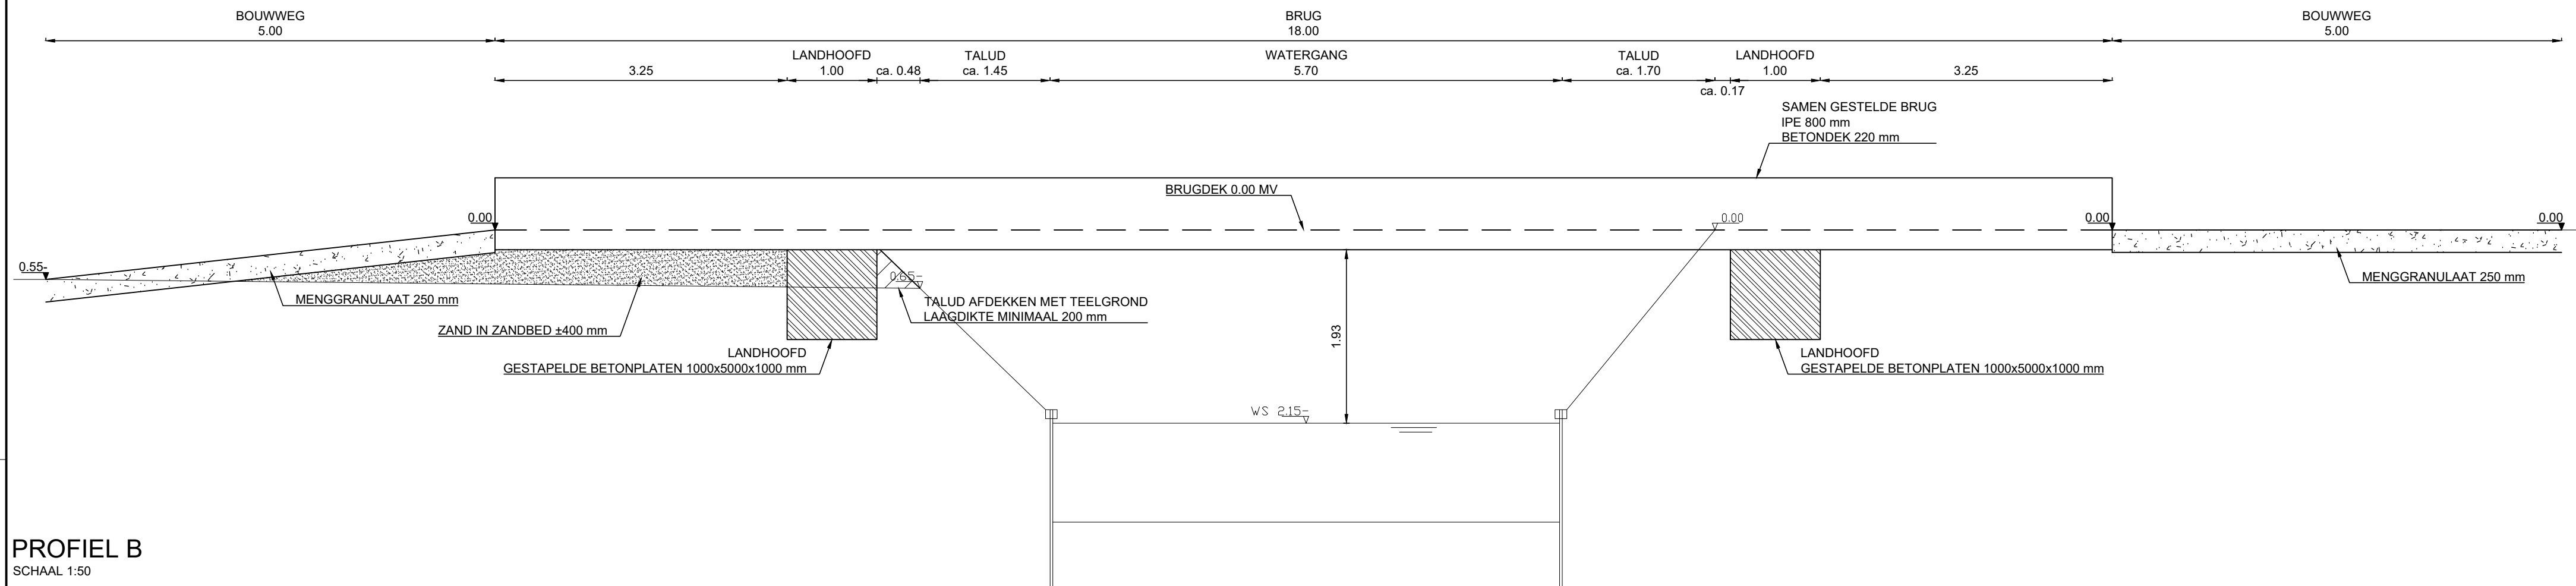 BOUWWEG
5.00
BRUG
18.00
BOUWWEG
5.00
3.25
LANDHOOFD
1.00
ca. 0.48
TALUD
ca. 1.45
WATERGANG
5.70
TALUD
ca. 1.70
ca. 0.17
LANDHOOFD
1.00
3.25
SAMEN GESTELDE BRUG
IPE 800 mm
BETONDEK 220 mm
BRUGDEK 0.00 MV
0.00
0.00
0.00
0.00
0.55-
0.65-
MENGGRANULAAT 250 mm
MENGGRANULAAT 250 mm
TALUD AFDEKKEN MET TEELGROND
LAAGDIKTE MINIMAAL 200 mm
ZAND IN ZANDBED ±400 mm
1.93
LANDHOOFD
GESTAPELDE BETONPLATEN 1000x5000x1000 mm
LANDHOOFD
GESTAPELDE BETONPLATEN 1000x5000x1000 mm
WS 2.15-
PROFIEL B
SCHAAL 1:50